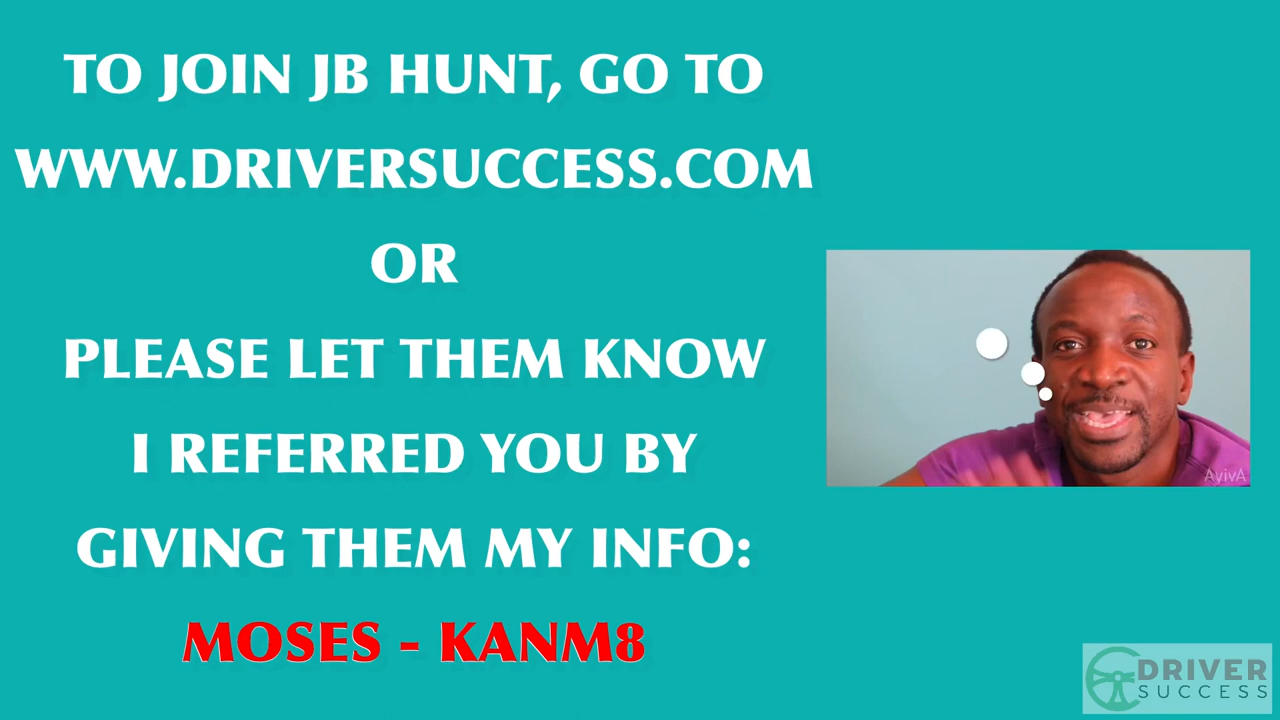 TO JOIN JB HUNT, GO TO
WWW.DRIVERSUCCESS.COM
OR
PLEASE LET THEM KNOW
I REFERRED YOU BY
GIVING THEM MY INFO:
MOSES - KANM8
AyivA
DRIVER
SUCCESS